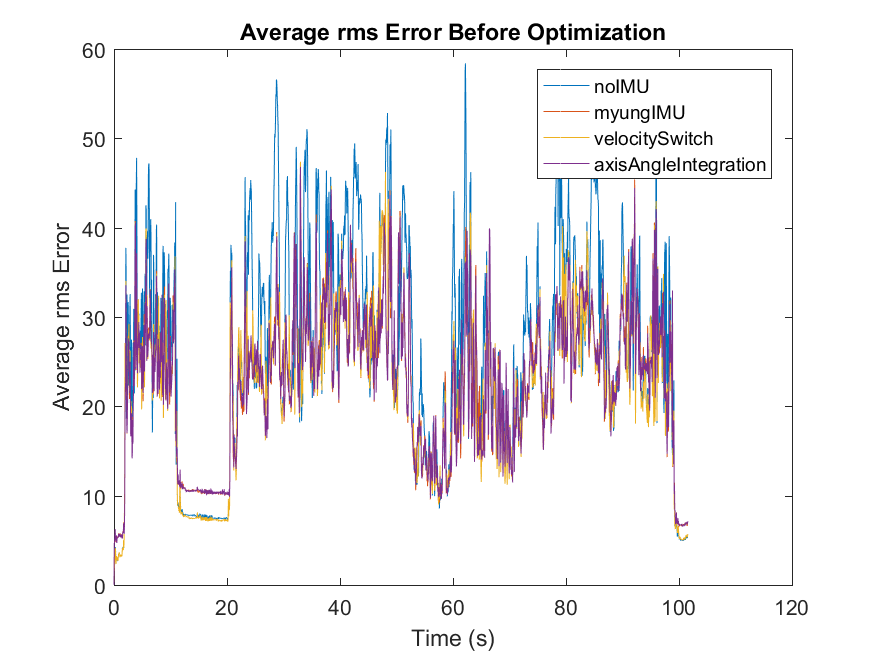 Average rms Error Before Optimization
60
50
40
30
20
10
0
Average rms Error
noIMU
myungIMU
velocitySwitch
axisAngleIntegration
0 20 40 60 80 100 120
Time (s)